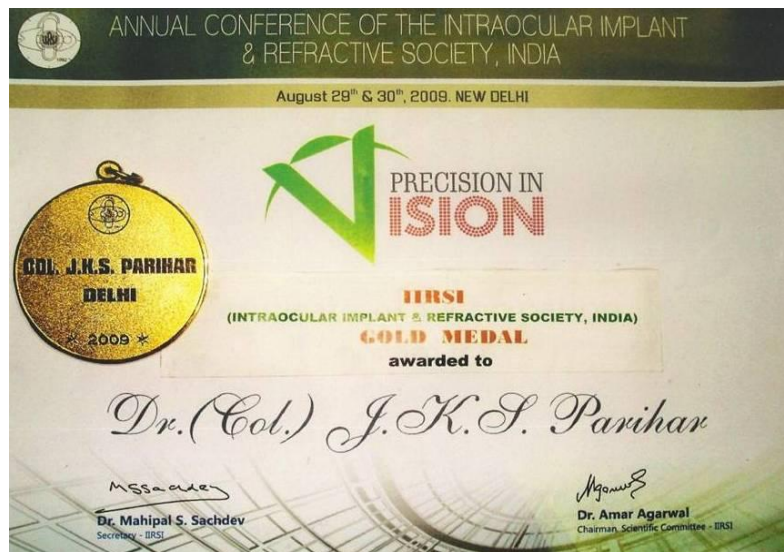 ANNUAL CONFERENCE OF THE INTRAOCULAR IMPLANT
& REFRACTIVE SOCIETY, INDIA
August 29th & 30th, 2009. NEW DELHI
PRECISION IN
VISION
COL. J.K.S. PARIHAR
DELHI
* 2009 *
IIRSI
(INTRAOCULAR IMPLANT & REFRACTIVE SOCIETY, INDIA)
GOLD MEDAL
awarded to
Dr.(Col.) J.K.S. Parihar
Dr. Mahipal S. Sachdev
Secretary - IIRSI
Dr. Amar Agarwal
Chairman, Scientific Committee - IIRSI